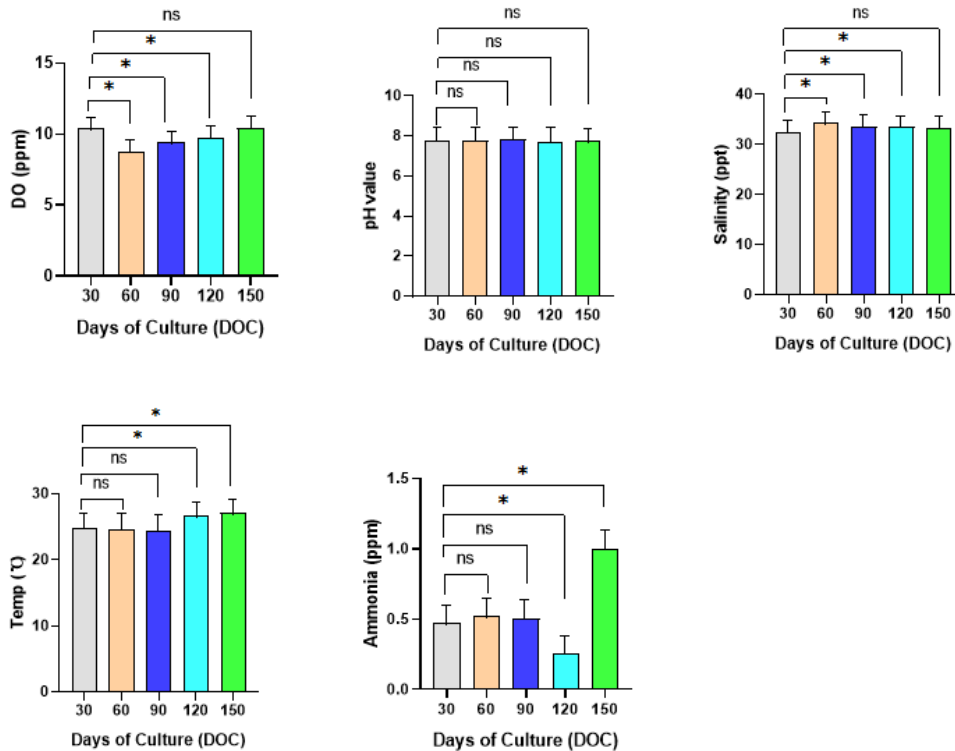 ns
*
*
*
DO (ppm)
15
10
5
0
30 60 90 120 150
Days of Culture (DOC)
ns
ns
ns
ns
pH value
10
8
6
4
2
0
30 60 90 120 150
Days of Culture (DOC)
ns
*
*
*
Salinity (ppt)
40
30
20
10
0
30 60 90 120 150
Days of Culture (DOC)
*
*
ns
ns
Temp (℃)
30
20
10
0
30 60 90 120 150
Days of Culture (DOC)
*
*
ns
ns
Ammonia (ppm)
1.5
1.0
0.5
0.0
30 60 90 120 150
Days of Culture (DOC)